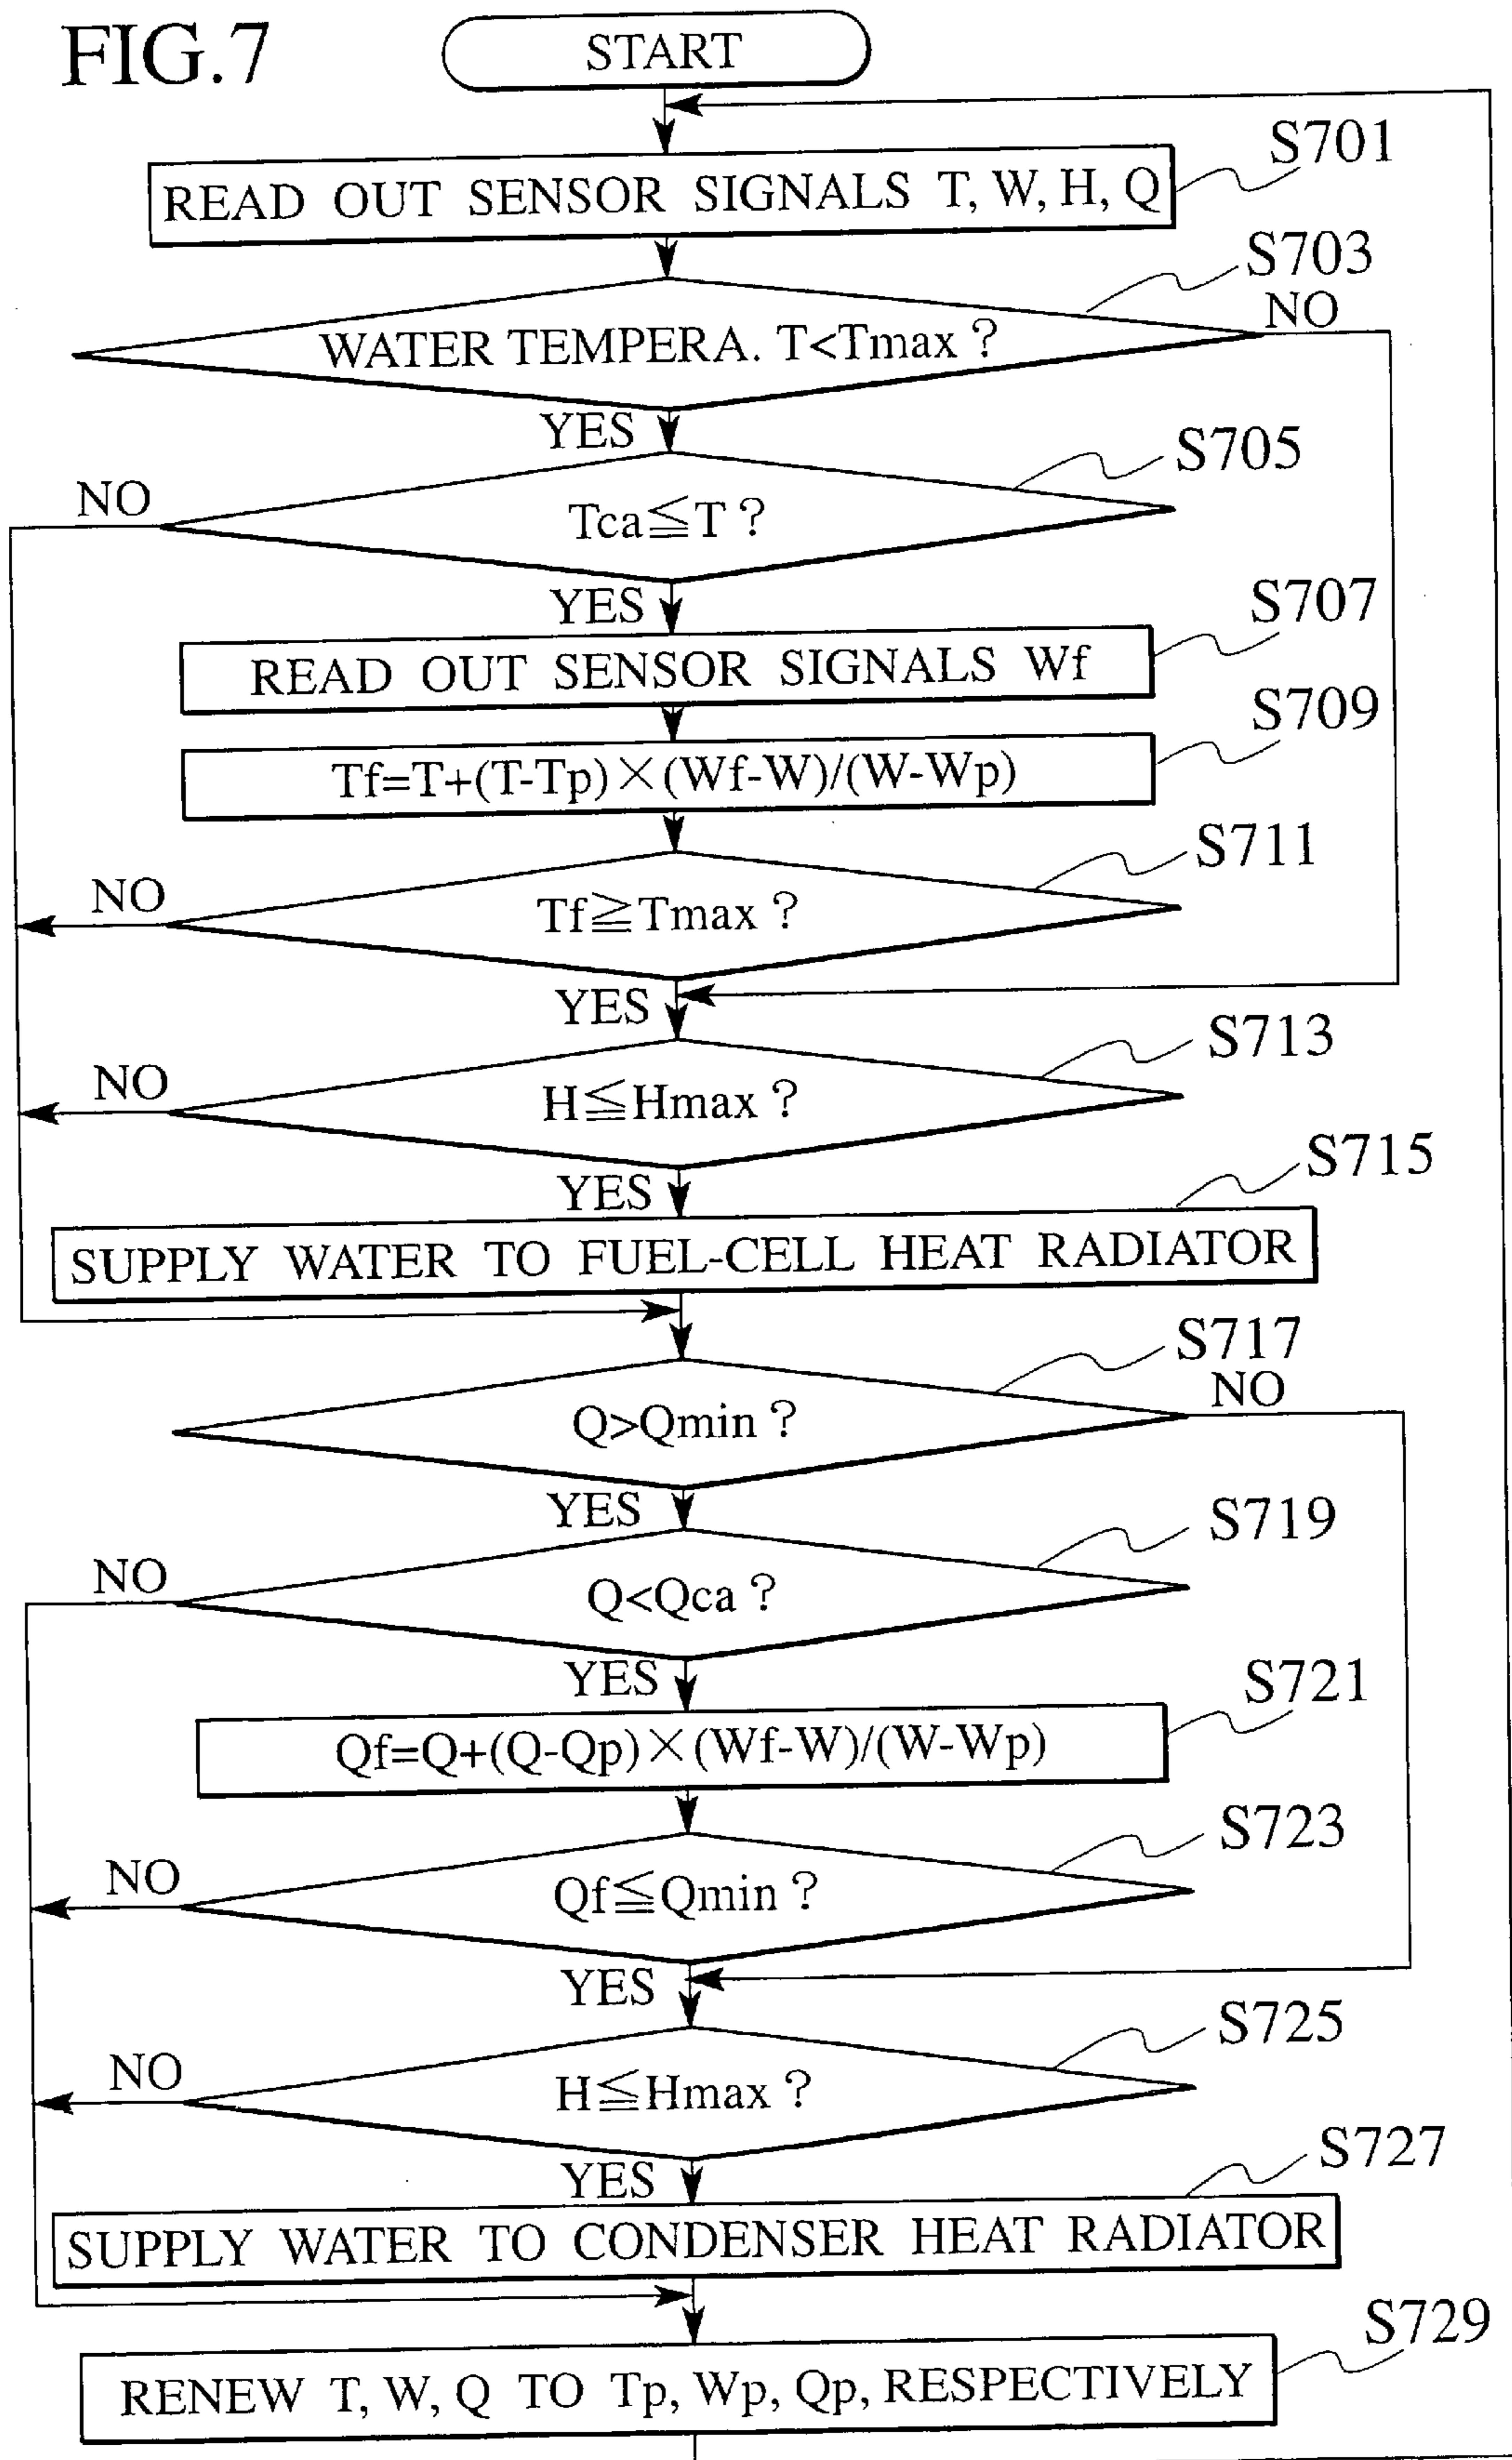 FIG.7
START
S701
READ OUT SENSOR SIGNALS T, W, H, Q
S703
NO
WATER TEMPERA. T<Tmax ?
YES
S705
NO
Tca≦T ?
YES
S707
READ OUT SENSOR SIGNALS Wf
S709
Tf=T+(T-Tp)×(Wf-W)/(W-Wp)
S711
NO
Tf≧Tmax ?
YES
S713
NO
H≦Hmax ?
YES
S715
SUPPLY WATER TO FUEL-CELL HEAT RADIATOR
S717
NO
Q>Qmin ?
YES
S719
NO
Q<Qca ?
YES
S721
Qf=Q+(Q-Qp)×(Wf-W)/(W-Wp)
S723
NO
Qf≦Qmin ?
YES
S725
NO
H≦Hmax ?
YES
S727
SUPPLY WATER TO CONDENSER HEAT RADIATOR
S729
RENEW T, W, Q TO Tp, Wp, Qp, RESPECTIVELY